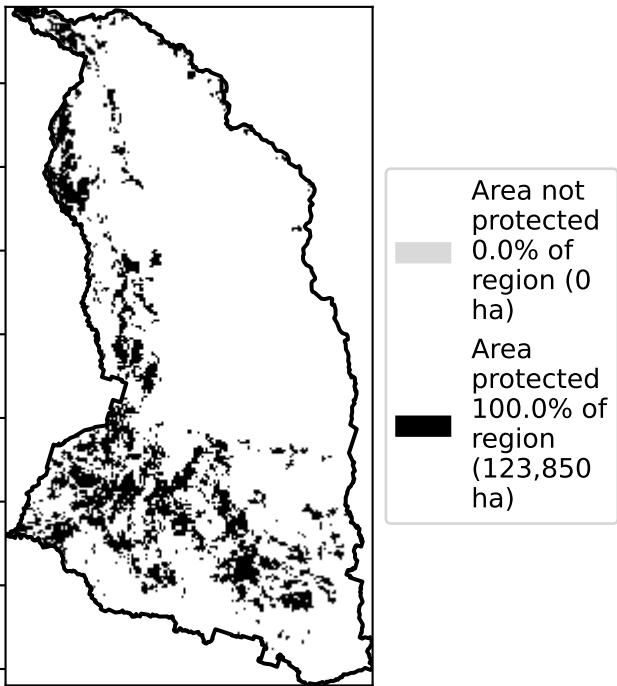 Area not
protected
0.0% of
region (0
ha)
Area
protected
100.0% of
region
(123,850
ha)